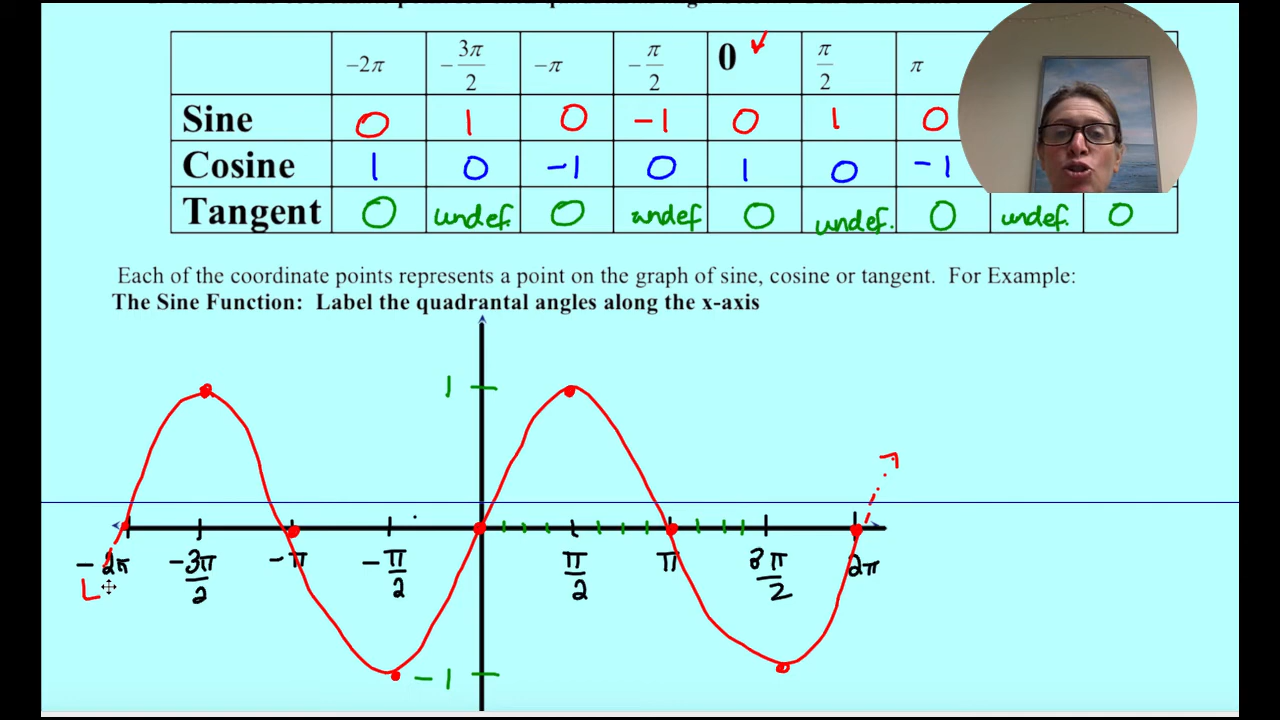 -2π -3π/2 -π -π/2 0 π/2 π
Sine 0 1 0 -1 0 1 0
Cosine 1 0 -1 0 1 0 -1
Tangent 0 undef. 0 undef 0 undef. 0 undef. 0
Each of the coordinate points represents a point on the graph of sine, cosine or tangent. For Example:
The Sine Function: Label the quadrantal angles along the x-axis
1
-2π -3π/2 -π -π/2 π/2 π 3π/2 2π
-1